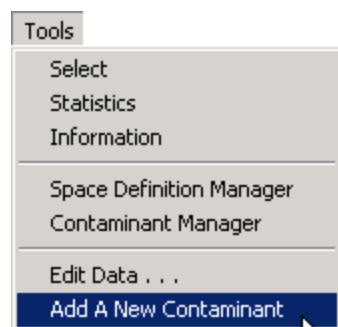 Tools
Select
Statistics
Information
Space Definition Manager
Contaminant Manager
Edit Data . . .
Add A New Contaminant